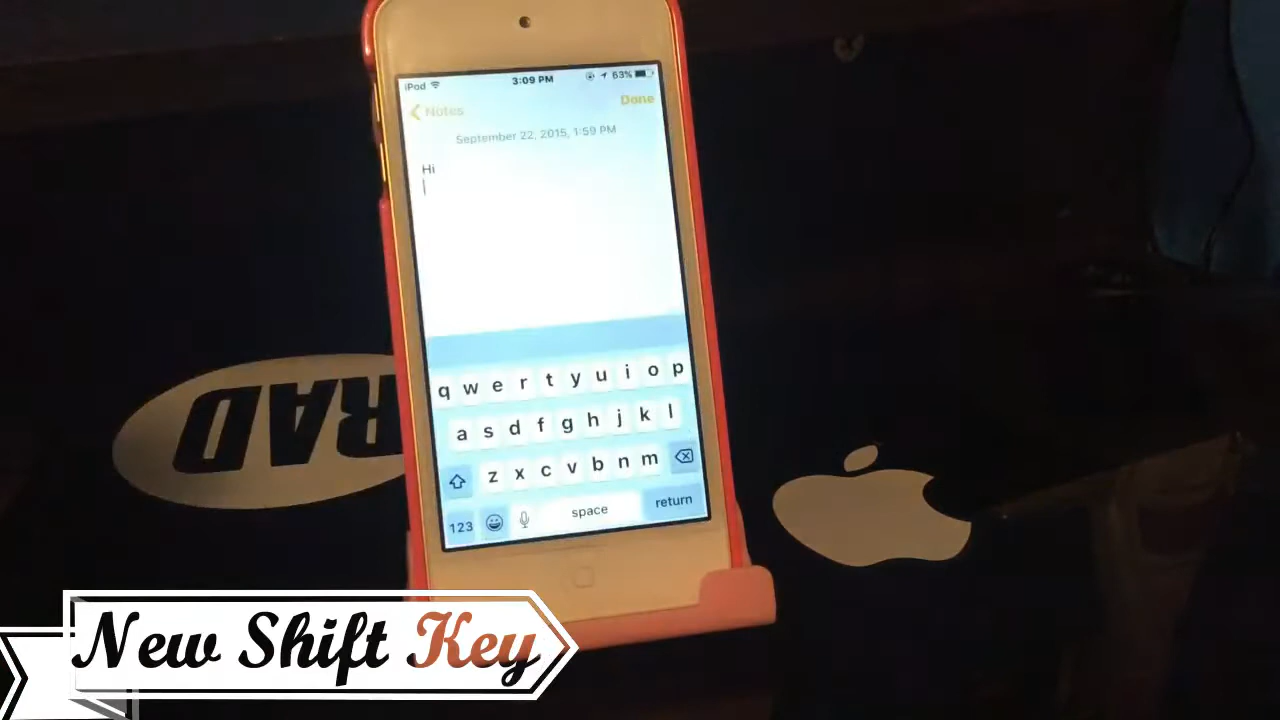 iPod 3:09 PM 53%
Notes Done
September 22, 2015, 1:59 PM
Hi
q w e r t y u i o p
a s d f g h j k l
z x c v b n m
123 space return
RAD
New Shift Key